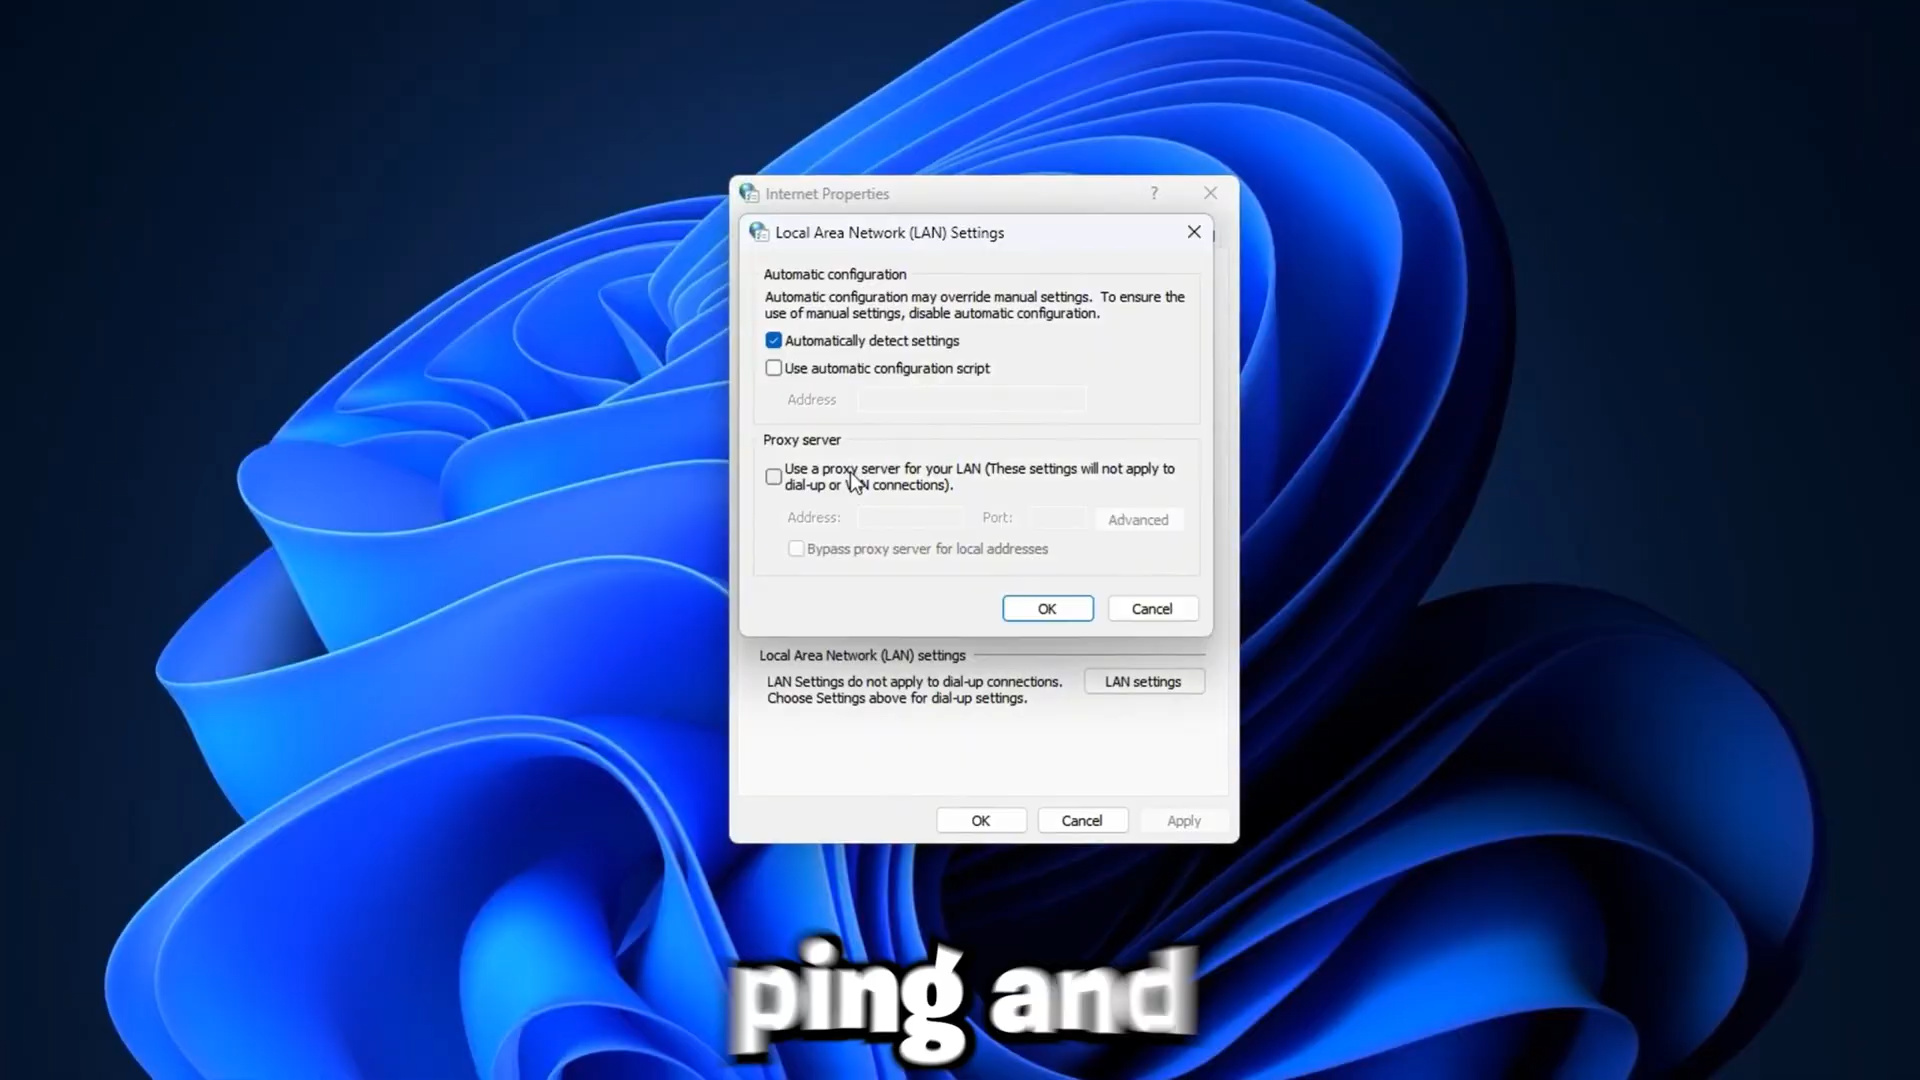 Internet Properties
?
Local Area Network (LAN) Settings
Automatic configuration
Automatic configuration may override manual settings. To ensure the
use of manual settings, disable automatic configuration.
Automatically detect settings
Use automatic configuration script
Address
Proxy server
Use a proxy server for your LAN (These settings will not apply to
dial-up or VPN connections).
Address:
Port:
Advanced
Bypass proxy server for local addresses
OK
Cancel
Local Area Network (LAN) settings
LAN Settings do not apply to dial-up connections.
Choose Settings above for dial-up settings.
LAN settings
OK
Cancel
Apply
ping and